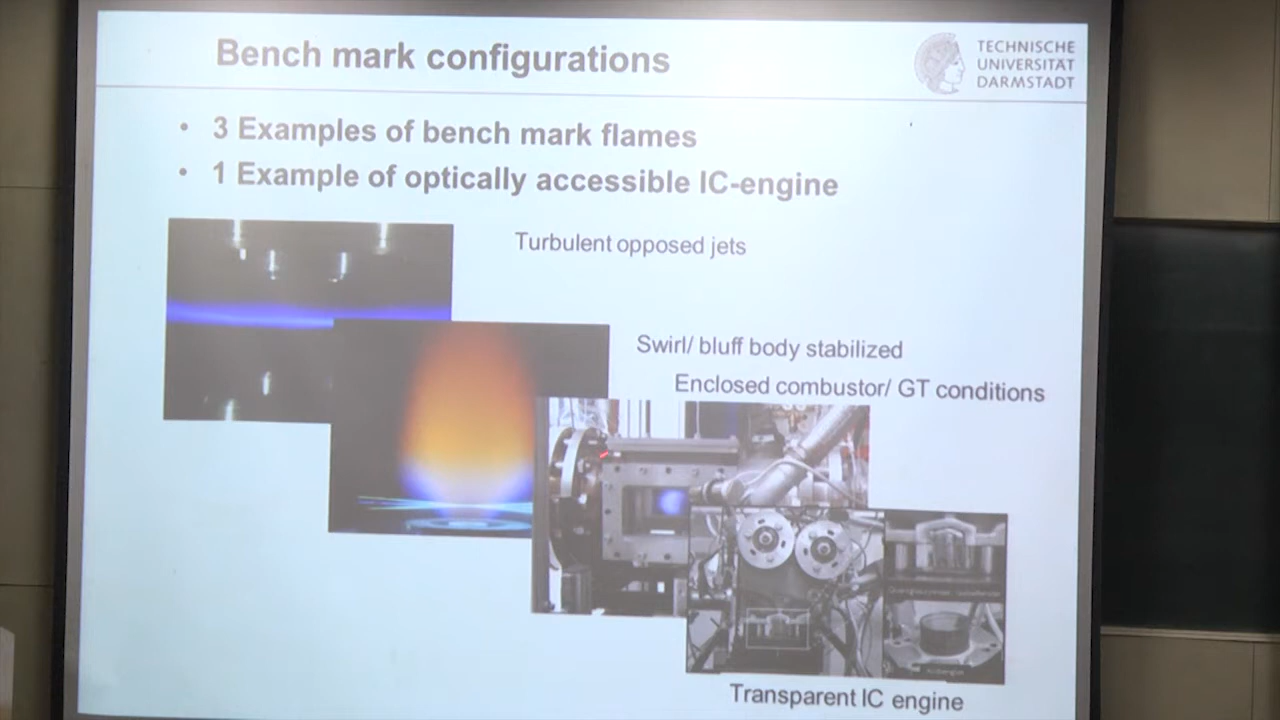 Bench mark configurations
TECHNISCHE
UNIVERSITÄT
DARMSTADT
• 3 Examples of bench mark flames
• 1 Example of optically accessible IC-engine
Turbulent opposed jets
Swirl/ bluff body stabilized
Enclosed combustor/ GT conditions
Transparent IC engine